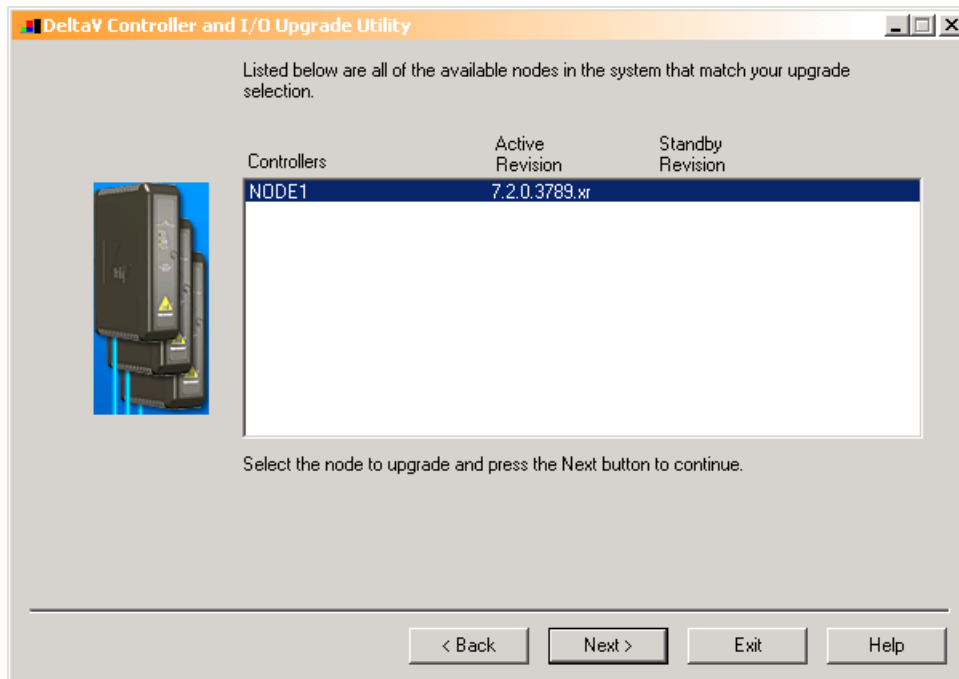 DeltaV Controller and I/O Upgrade Utility
Listed below are all of the available nodes in the system that match your upgrade
selection.
Controllers
Active
Revision
Standby
Revision
NODE1 7.2.0.3789.xr
Select the node to upgrade and press the Next button to continue.
< Back Next > Exit Help